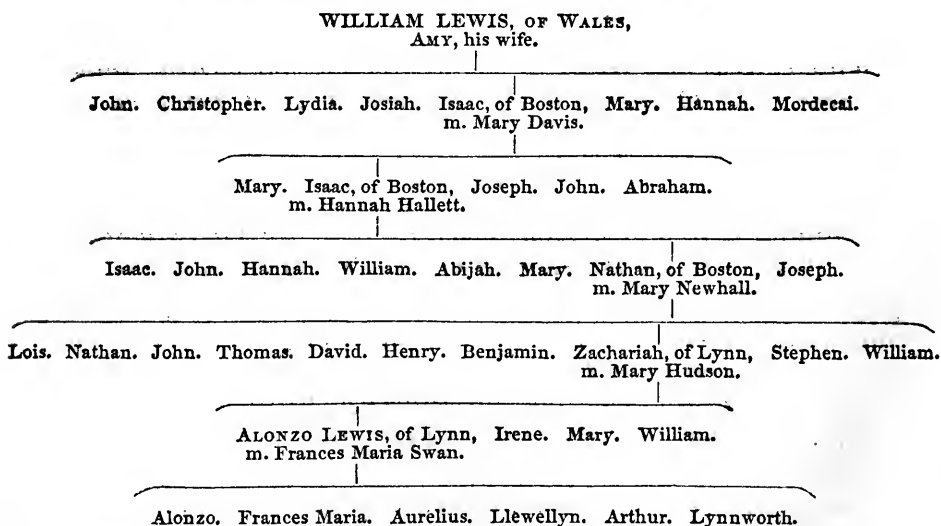 WILLIAM LEWIS, OF WALES,
AMY, his wife.
John. Christopher. Lydia. Josiah. Isaac, of Boston, Mary. Hannah. Mordecai.
m. Mary Davis.
Mary. Isaac, of Boston, Joseph. John. Abraham.
m. Hannah Hallett.
Isaac. John. Hannah. William. Abijah. Mary. Nathan, of Boston, Joseph.
m. Mary Newhall.
Lois. Nathan. John. Thomas. David. Henry. Benjamin. Zachariah, of Lynn, Stephen. William.
m. Mary Hudson.
ALONZO LEWIS, of Lynn, Irene. Mary. William.
m. Frances Maria Swan.
Alonzo. Frances Maria. Aurelius. Llewellyn. Arthur. Lynnworth.